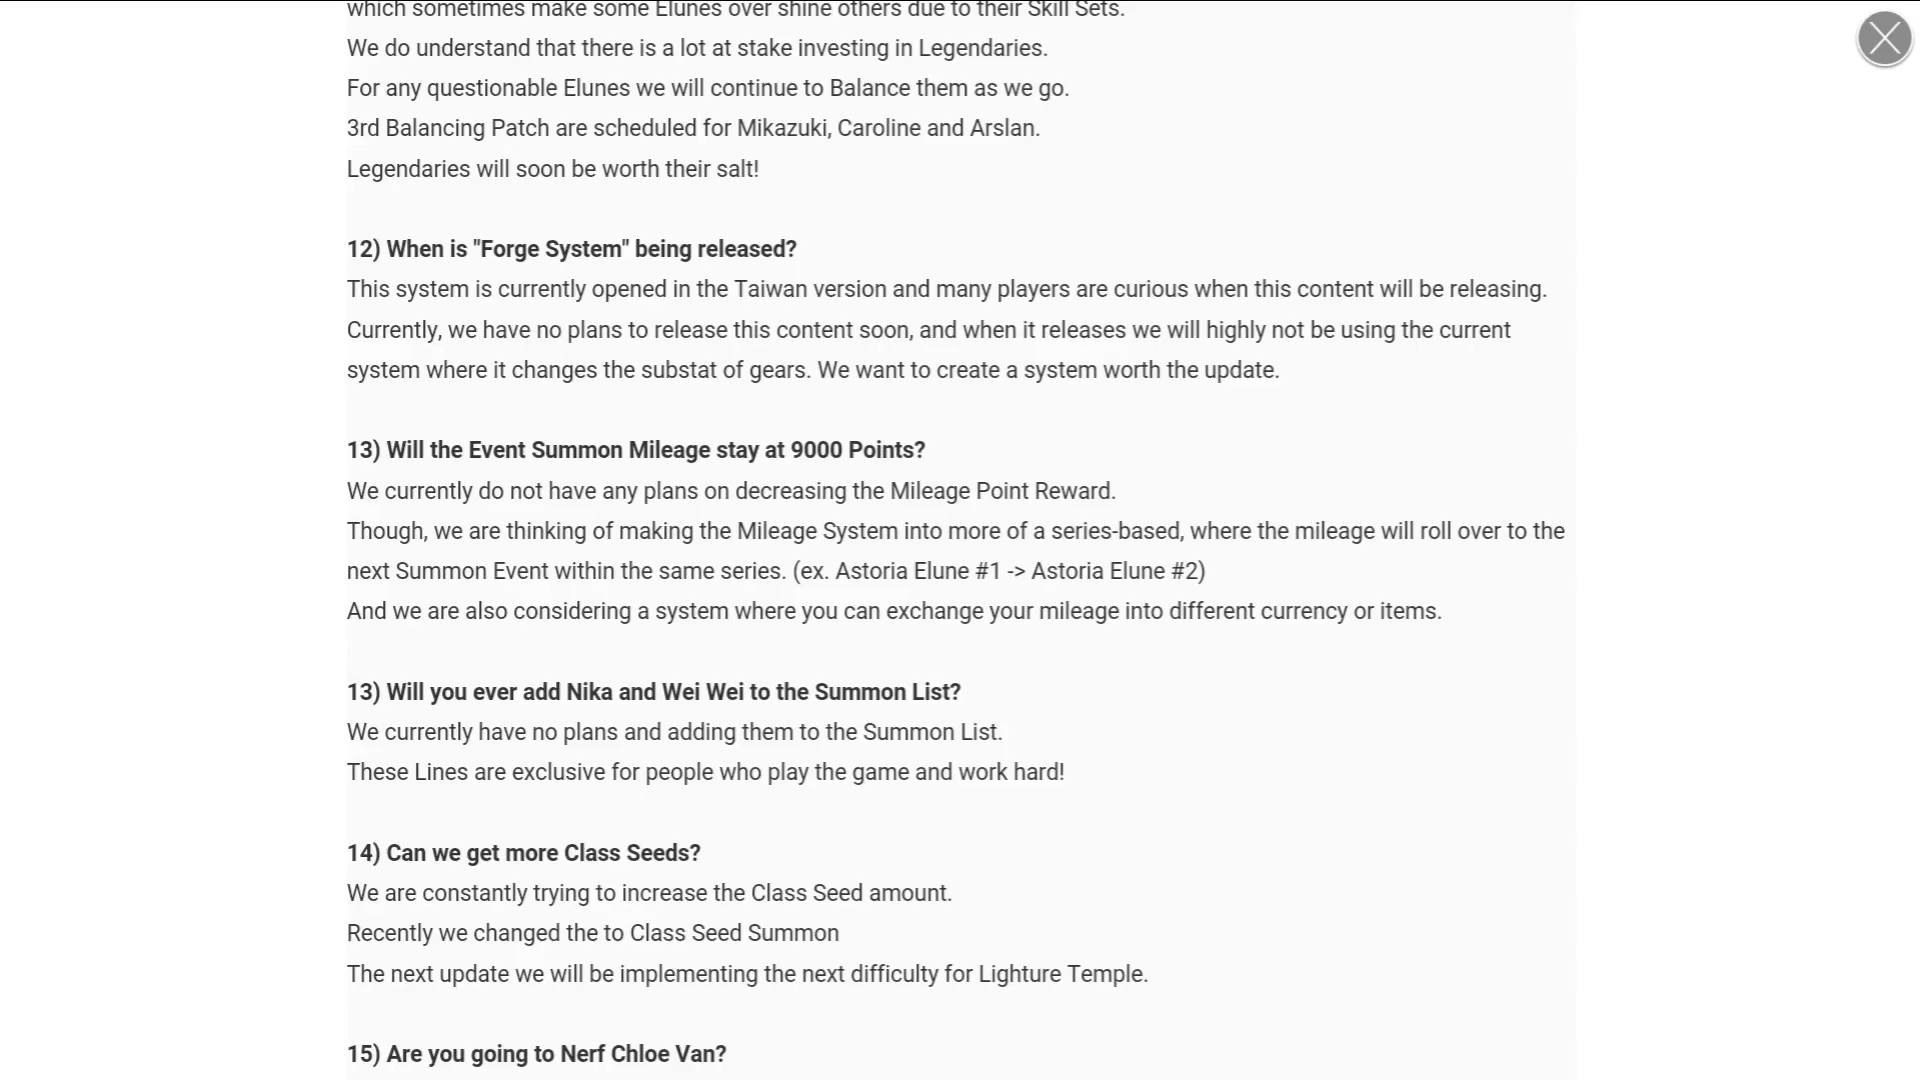 which sometimes make some Elunes over shine others due to their Skill Sets.
We do understand that there is a lot at stake investing in Legendaries.
For any questionable Elunes we will continue to Balance them as we go.
3rd Balancing Patch are scheduled for Mikazuki, Caroline and Arslan.
Legendaries will soon be worth their salt!
12) When is "Forge System" being released?
This system is currently opened in the Taiwan version and many players are curious when this content will be releasing.
Currently, we have no plans to release this content soon, and when it releases we will highly not be using the current
system where it changes the substat of gears. We want to create a system worth the update.
13) Will the Event Summon Mileage stay at 9000 Points?
We currently do not have any plans on decreasing the Mileage Point Reward.
Though, we are thinking of making the Mileage System into more of a series-based, where the mileage will roll over to the
next Summon Event within the same series. (ex. Astoria Elune #1 -> Astoria Elune #2)
And we are also considering a system where you can exchange your mileage into different currency or items.
13) Will you ever add Nika and Wei Wei to the Summon List?
We currently have no plans and adding them to the Summon List.
These Lines are exclusive for people who play the game and work hard!
14) Can we get more Class Seeds?
We are constantly trying to increase the Class Seed amount.
Recently we changed the to Class Seed Summon
The next update we will be implementing the next difficulty for Lighture Temple.
15) Are you going to Nerf Chloe Van?